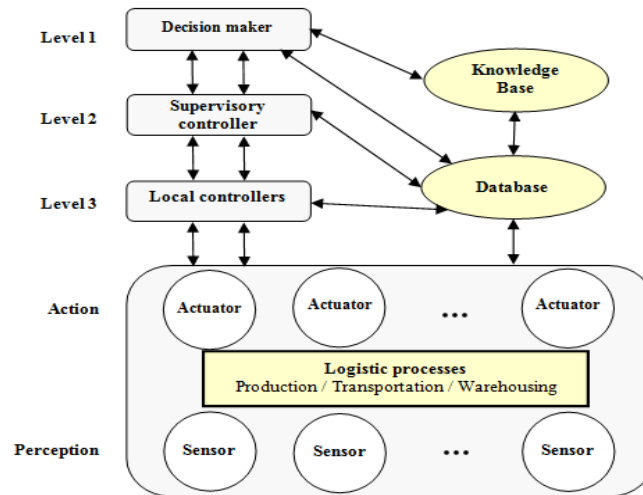 Level 1
Decision maker
Knowledge
Base
Level 2
Supervisory
controller
Database
Level 3
Local controllers
Action
Actuator
Actuator
...
Actuator
Logistic processes
Production / Transportation / Warehousing
Perception
Sensor
Sensor
...
Sensor